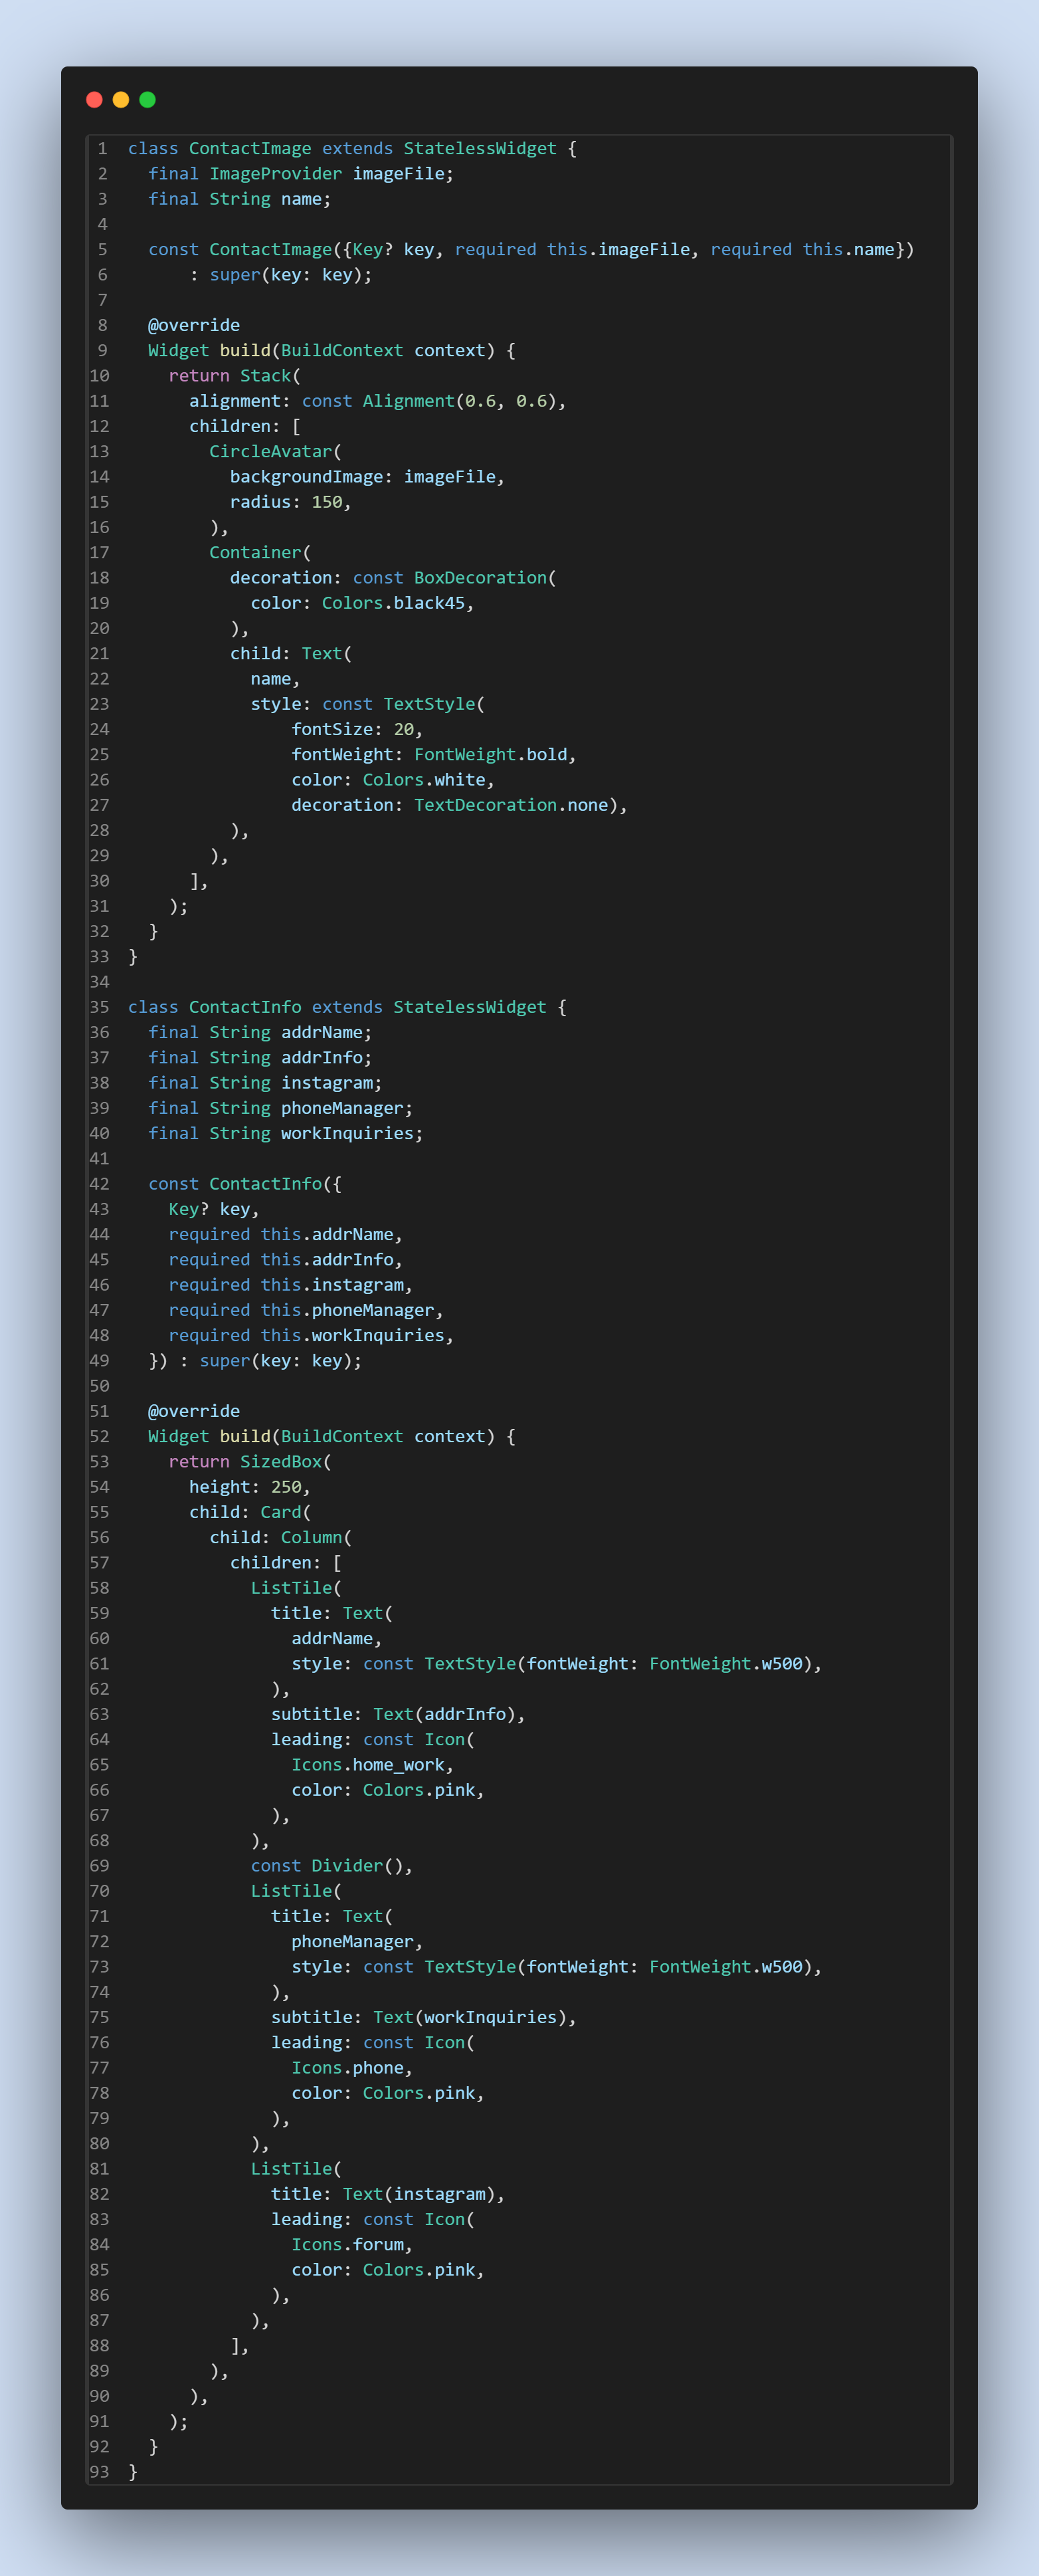 1 class ContactImage extends StatelessWidget {
2   final ImageProvider imageFile;
3   final String name;
4
5   const ContactImage({Key? key, required this.imageFile, required this.name})
6       : super(key: key);
7
8   @override
9   Widget build(BuildContext context) {
10     return Stack(
11       alignment: const Alignment(0.6, 0.6),
12       children: [
13         CircleAvatar(
14           backgroundImage: imageFile,
15           radius: 150,
16         ),
17         Container(
18           decoration: const BoxDecoration(
19             color: Colors.black45,
20           ),
21           child: Text(
22             name,
23             style: const TextStyle(
24                 fontSize: 20,
25                 fontWeight: FontWeight.bold,
26                 color: Colors.white,
27                 decoration: TextDecoration.none),
28           ),
29         ),
30       ],
31     );
32   }
33 }
34
35 class ContactInfo extends StatelessWidget {
36   final String addrName;
37   final String addrInfo;
38   final String instagram;
39   final String phoneManager;
40   final String workInquiries;
41
42   const ContactInfo({
43     Key? key,
44     required this.addrName,
45     required this.addrInfo,
46     required this.instagram,
47     required this.phoneManager,
48     required this.workInquiries,
49   }) : super(key: key);
50
51   @override
52   Widget build(BuildContext context) {
53     return SizedBox(
54       height: 250,
55       child: Card(
56         child: Column(
57           children: [
58             ListTile(
59               title: Text(
60                 addrName,
61                 style: const TextStyle(fontWeight: FontWeight.w500),
62               ),
63               subtitle: Text(addrInfo),
64               leading: const Icon(
65                 Icons.home_work,
66                 color: Colors.pink,
67               ),
68             ),
69             const Divider(),
70             ListTile(
71               title: Text(
72                 phoneManager,
73                 style: const TextStyle(fontWeight: FontWeight.w500),
74               ),
75               subtitle: Text(workInquiries),
76               leading: const Icon(
77                 Icons.phone,
78                 color: Colors.pink,
79               ),
80             ),
81             ListTile(
82               title: Text(instagram),
83               leading: const Icon(
84                 Icons.forum,
85                 color: Colors.pink,
86               ),
87             ),
88           ],
89         ),
90       ),
91     );
92   }
93 }